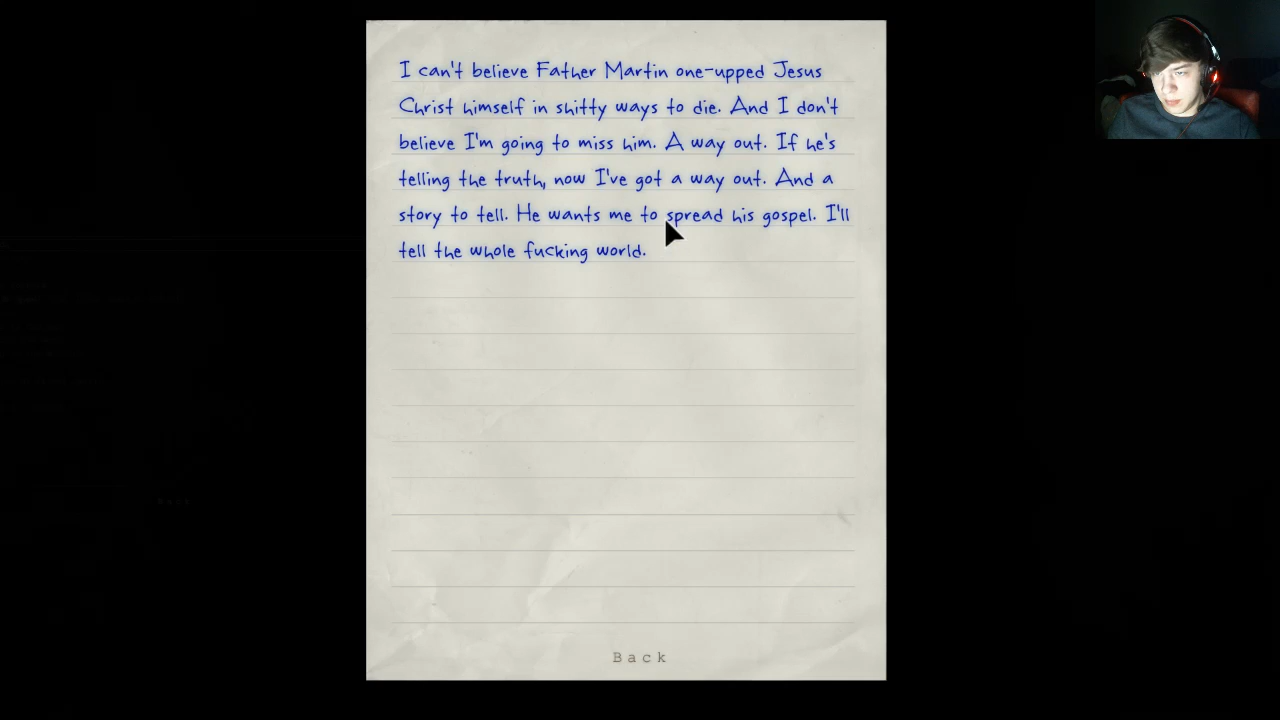 I can't believe Father Martin one-upped Jesus
Christ himself in shitty ways to die. And I don't
believe I'm going to miss him. A way out. If he's
telling the truth, now I've got a way out. And a
story to tell. He wants me to spread his gospel. I'll
tell the whole fucking world.
Back